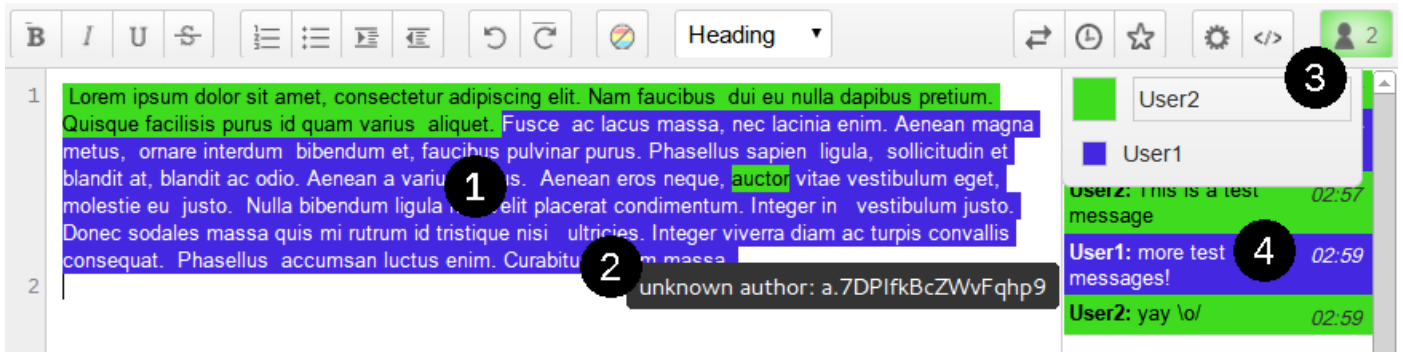 B I U S Heading 2
1 Lorem ipsum dolor sit amet, consectetur adipiscing elit. Nam faucibus dui eu nulla dapibus pretium.
Quisque facilisis purus id quam varius aliquet. Fusce ac lacus massa, nec lacinia enim. Aenean magna
metus, ornare interdum bibendum et, faucibus pulvinar purus. Phasellus sapien ligula, sollicitudin et
blandit at, blandit ac odio. Aenean a Aenean eros neque, auctor vitae vestibulum eget,
molestie eu justo. Nulla bibendum ligula elit placerat condimentum. Integer in vestibulum justo.
Donec sodales massa quis mi rutrum id tristique nisi ultricies. Integer viverra diam ac turpis convallis
consequat. Phasellus accumsan luctus enim. massa.
2
unknown author: a.7DPIfkBcZWvFqhp9
1
2
3
User2
User1
User2: This is a test 02:57
message
User1: more test 4 02:59
messages!
User2: yay \o/ 02:59